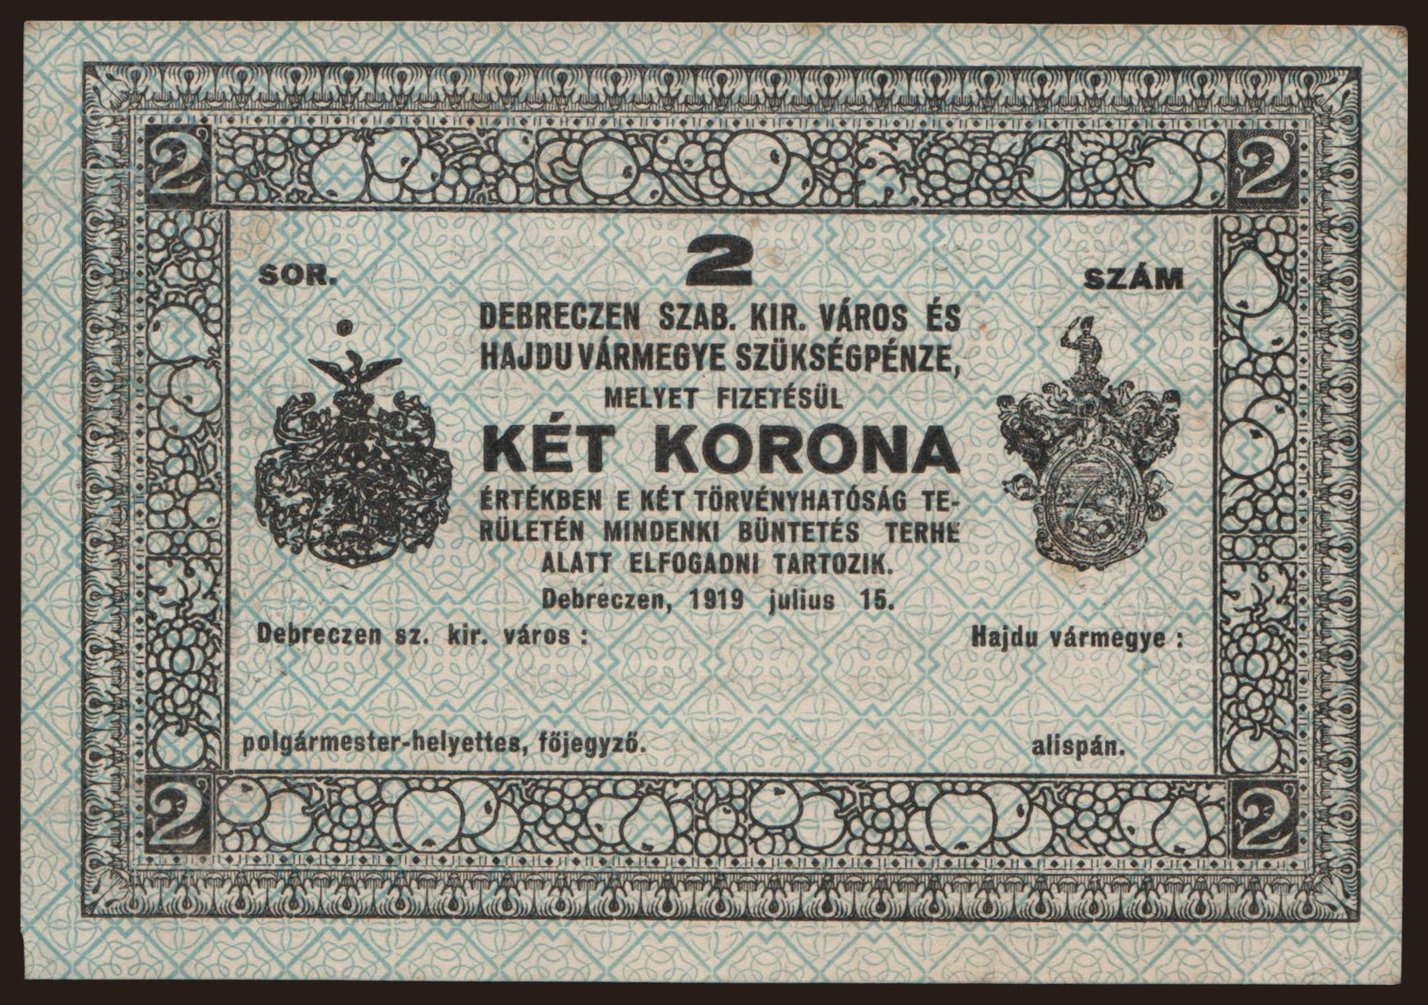 2 2
2
SOR. SZÁM
DEBRECZEN SZAB. KIR. VÁROS ÉS
HAJDUVÁRMEGYE SZÜKSÉGPÉNZE,
MELYET FIZETÉSÜL
KÉT KORONA
ÉRTÉKBEN E KÉT TÖRVÉNYHATÓSÁG TE-
RÜLETÉN MINDENKI BÜNTETÉS TERHE
ALATT ELFOGADNI TARTOZIK.
Debreczen, 1919 julius 15.
Debreczen sz. kir. város : Hajdu vármegye :
polgármester-helyettes, főjegyző. alispán.
2 2